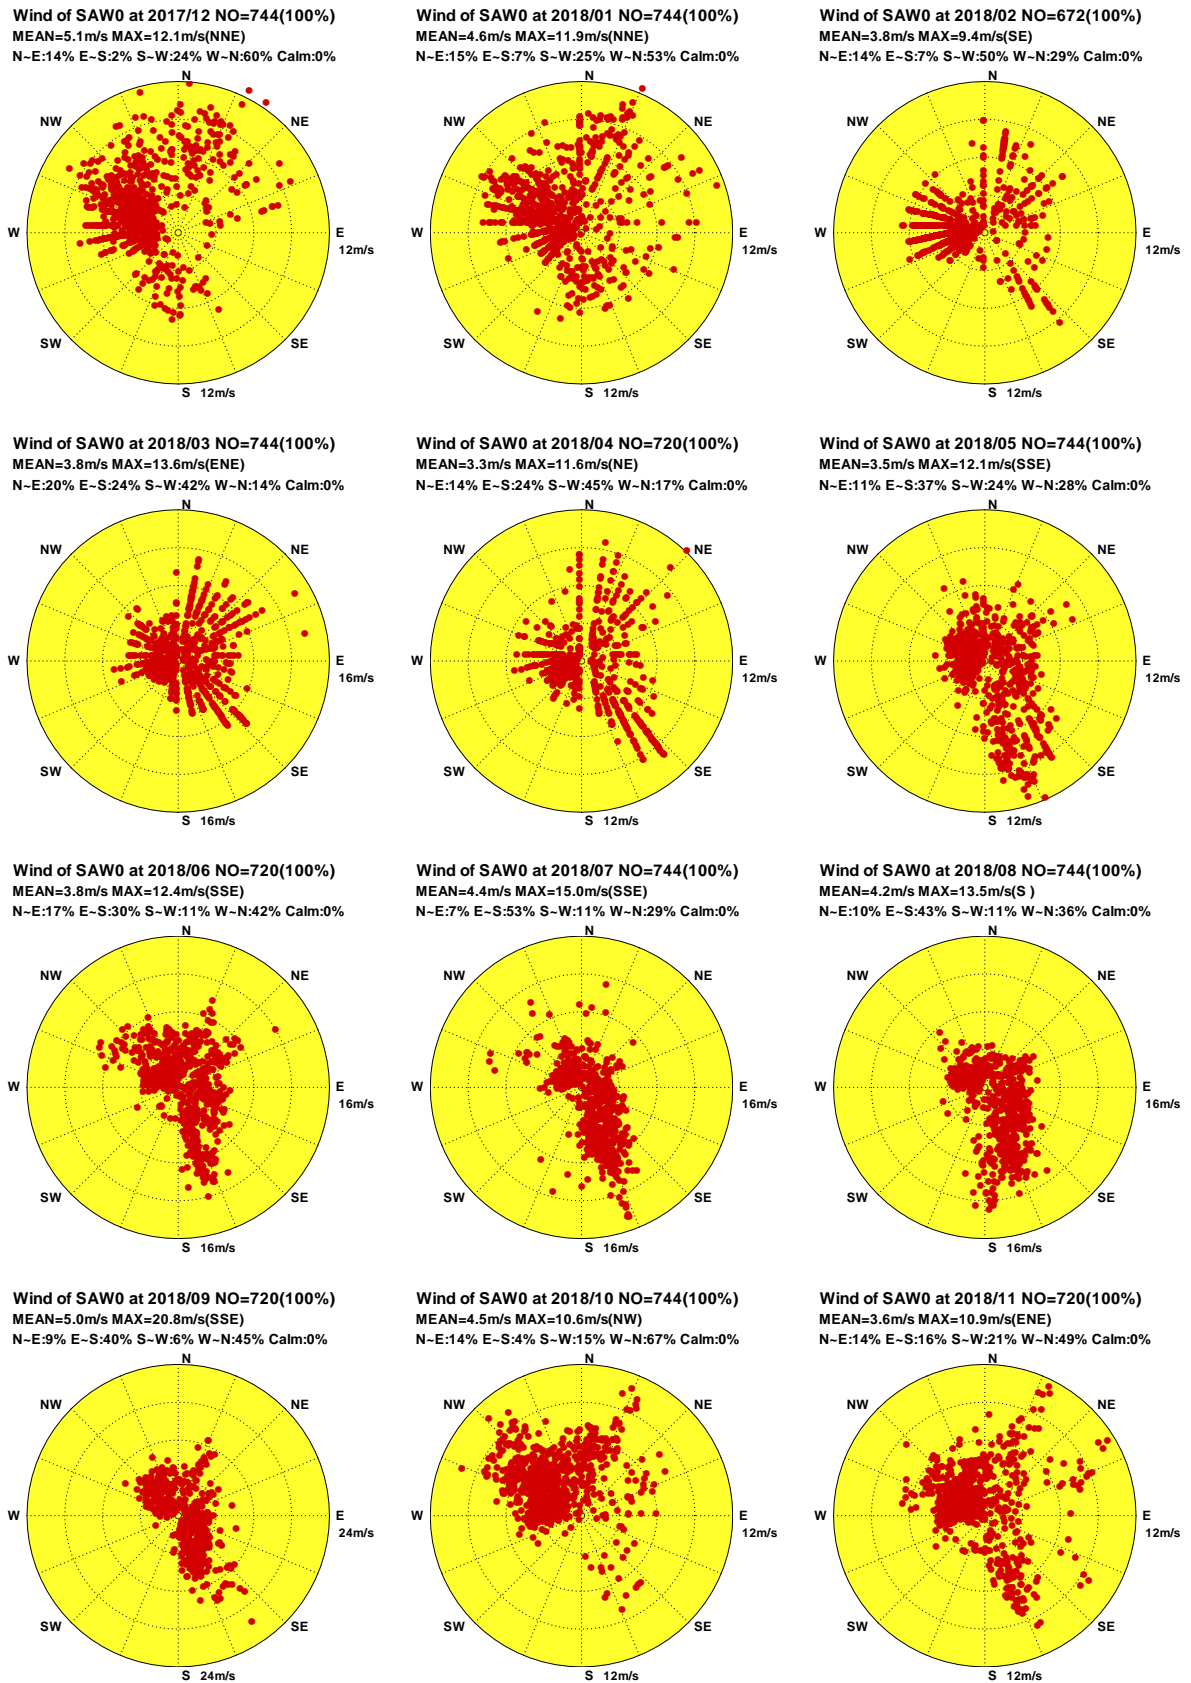 Wind of SAW0 at 2017/12 NO=744(100%)
MEAN=5.1m/s MAX=12.1m/s(NNE)
N~E:14% E~S:2% S~W:24% W~N:60% Calm:0%
N
NW
NE
W
E
12m/s
SW
SE
S 12m/s
Wind of SAW0 at 2018/01 NO=744(100%)
MEAN=4.6m/s MAX=11.9m/s(NNE)
N~E:15% E~S:7% S~W:25% W~N:53% Calm:0%
N
NW
NE
W
E
12m/s
SW
SE
S 12m/s
Wind of SAW0 at 2018/02 NO=672(100%)
MEAN=3.8m/s MAX=9.4m/s(SE)
N~E:14% E~S:7% S~W:50% W~N:29% Calm:0%
N
NW
NE
W
E
12m/s
SW
SE
S 12m/s
Wind of SAW0 at 2018/03 NO=744(100%)
MEAN=3.8m/s MAX=13.6m/s(ENE)
N~E:20% E~S:24% S~W:42% W~N:14% Calm:0%
N
NW
NE
W
E
16m/s
SW
SE
S 16m/s
Wind of SAW0 at 2018/04 NO=720(100%)
MEAN=3.3m/s MAX=11.6m/s(NE)
N~E:14% E~S:24% S~W:45% W~N:17% Calm:0%
N
NW
NE
W
E
12m/s
SW
SE
S 12m/s
Wind of SAW0 at 2018/05 NO=744(100%)
MEAN=3.5m/s MAX=12.1m/s(SSE)
N~E:11% E~S:37% S~W:24% W~N:28% Calm:0%
N
NW
NE
W
E
12m/s
SW
SE
S 12m/s
Wind of SAW0 at 2018/06 NO=720(100%)
MEAN=3.8m/s MAX=12.4m/s(SSE)
N~E:17% E~S:30% S~W:11% W~N:42% Calm:0%
N
NW
NE
W
E
16m/s
SW
SE
S 16m/s
Wind of SAW0 at 2018/07 NO=744(100%)
MEAN=4.4m/s MAX=15.0m/s(SSE)
N~E:7% E~S:53% S~W:11% W~N:29% Calm:0%
N
NW
NE
W
E
16m/s
SW
SE
S 16m/s
Wind of SAW0 at 2018/08 NO=744(100%)
MEAN=4.2m/s MAX=13.5m/s(S )
N~E:10% E~S:43% S~W:11% W~N:36% Calm:0%
N
NW
NE
W
E
16m/s
SW
SE
S 16m/s
Wind of SAW0 at 2018/09 NO=720(100%)
MEAN=5.0m/s MAX=20.8m/s(SSE)
N~E:9% E~S:40% S~W:6% W~N:45% Calm:0%
N
NW
NE
W
E
24m/s
SW
SE
S 24m/s
Wind of SAW0 at 2018/10 NO=744(100%)
MEAN=4.5m/s MAX=10.6m/s(NW)
N~E:14% E~S:4% S~W:15% W~N:67% Calm:0%
N
NW
NE
W
E
12m/s
SW
SE
S 12m/s
Wind of SAW0 at 2018/11 NO=720(100%)
MEAN=3.6m/s MAX=10.9m/s(ENE)
N~E:14% E~S:16% S~W:21% W~N:49% Calm:0%
N
NW
NE
W
E
12m/s
SW
SE
S 12m/s